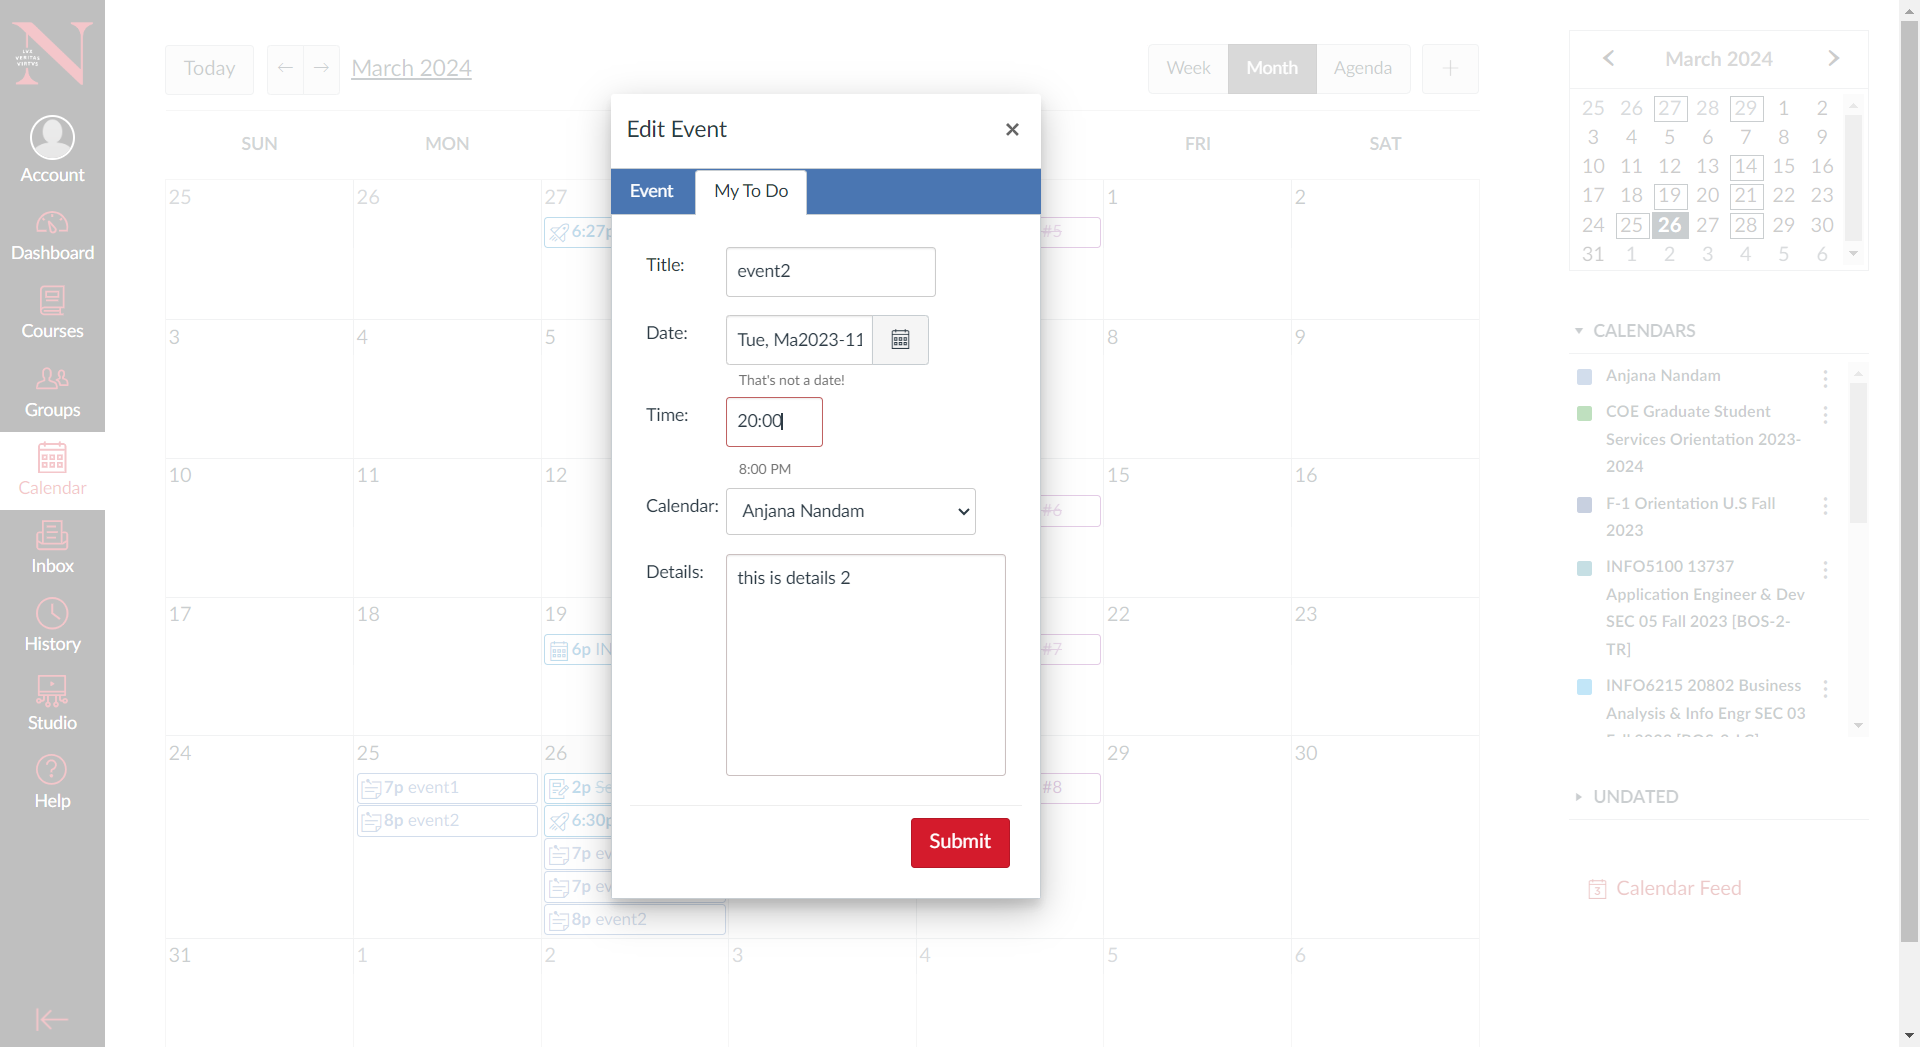 LVX
VERITAS
VIRTVS
Account
Dashboard
Courses
Groups
Calendar
Inbox
History
Studio
Help
Today
March 2024
Week
Month
Agenda
SUN
MON
FRI
SAT
25
26
27
1
2
6:27p
#5
3
4
5
8
9
10
11
12
15
16
#6
17
18
19
22
23
6p IN
#7
24
25
26
29
30
7p event1
8p event2
2p Se
6:30p
7p ev
7p ev
8p event2
#8
31
1
2
3
4
5
6
Edit Event
Event
My To Do
Title:
event2
Date:
Tue, Ma2023-11
That's not a date!
Time:
20:00
8:00 PM
Calendar:
Anjana Nandam
Details:
this is details 2
Submit
March 2024
25 26 27 28 29 1 2
3 4 5 6 7 8 9
10 11 12 13 14 15 16
17 18 19 20 21 22 23
24 25 26 27 28 29 30
31 1 2 3 4 5 6
CALENDARS
Anjana Nandam
COE Graduate Student
Services Orientation 2023-
2024
F-1 Orientation U.S Fall
2023
INFO5100 13737
Application Engineer & Dev
SEC 05 Fall 2023 [BOS-2-
TR]
INFO6215 20802 Business
Analysis & Info Engr SEC 03
UNDATED
3
Calendar Feed